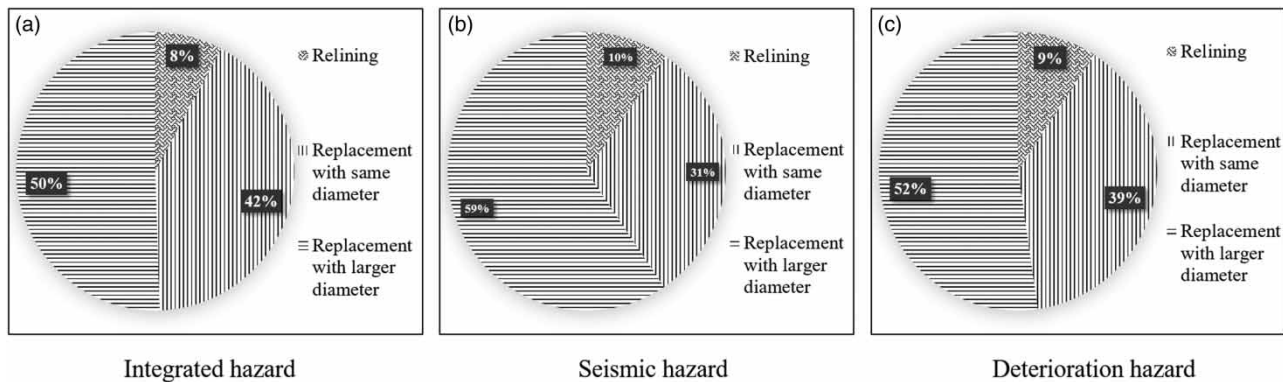 (a)
8%
50%
42%
Relining
Replacement
with same
diameter
Replacement
with larger
diameter
Integrated hazard
(b)
10%
31%
59%
Relining
Replacement
with same
diameter
Replacement
with larger
diameter
Seismic hazard
(c)
9%
52%
39%
Relining
Replacement
with same
diameter
Replacement
with larger
diameter
Deterioration hazard